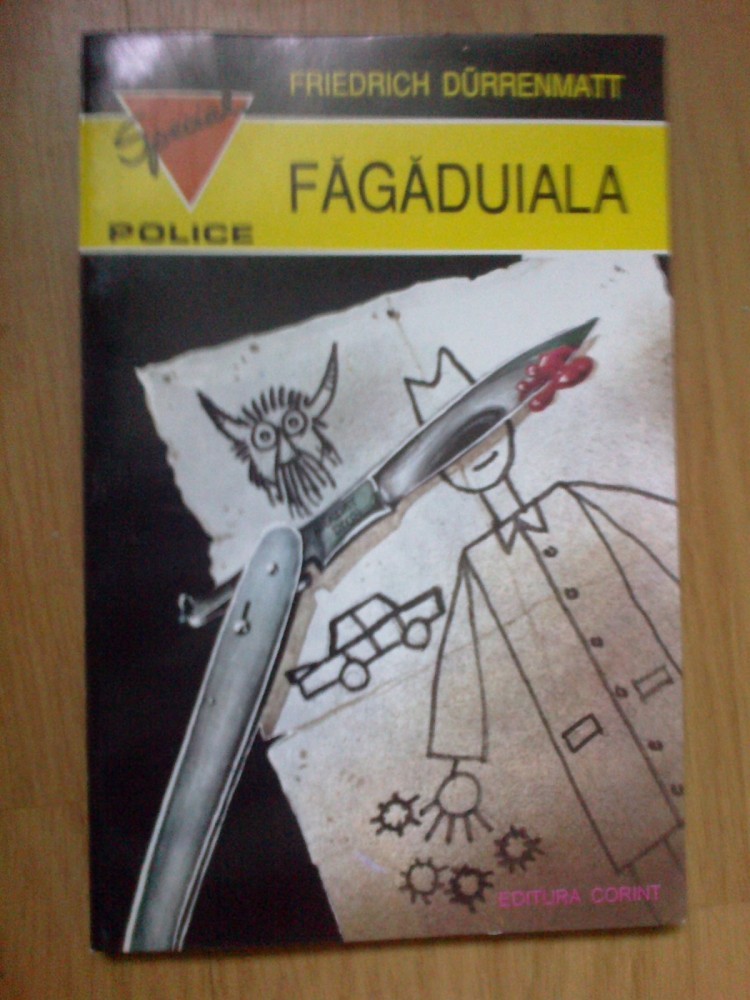 FRIEDRICH DÜRRENMATT
Special
FĂGĂDUIALA
POLICE
EDITURA CORINT